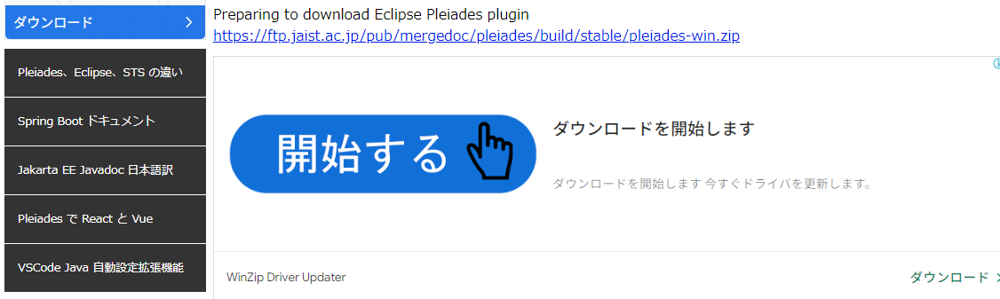 ダウンロード
Pleiades、Eclipse、STS の違い
Spring Boot ドキュメント
Jakarta EE Javadoc 日本語訳
Pleiades で React と Vue
VSCode Java 自動設定拡張機能
Preparing to download Eclipse Pleiades plugin
https://ftp.jaist.ac.jp/pub/mergedoc/pleiades/build/stable/pleiades-win.zip
開始する
ダウンロードを開始します
ダウンロードを開始します 今すぐドライバを更新します。
WinZip Driver Updater
ダウンロード